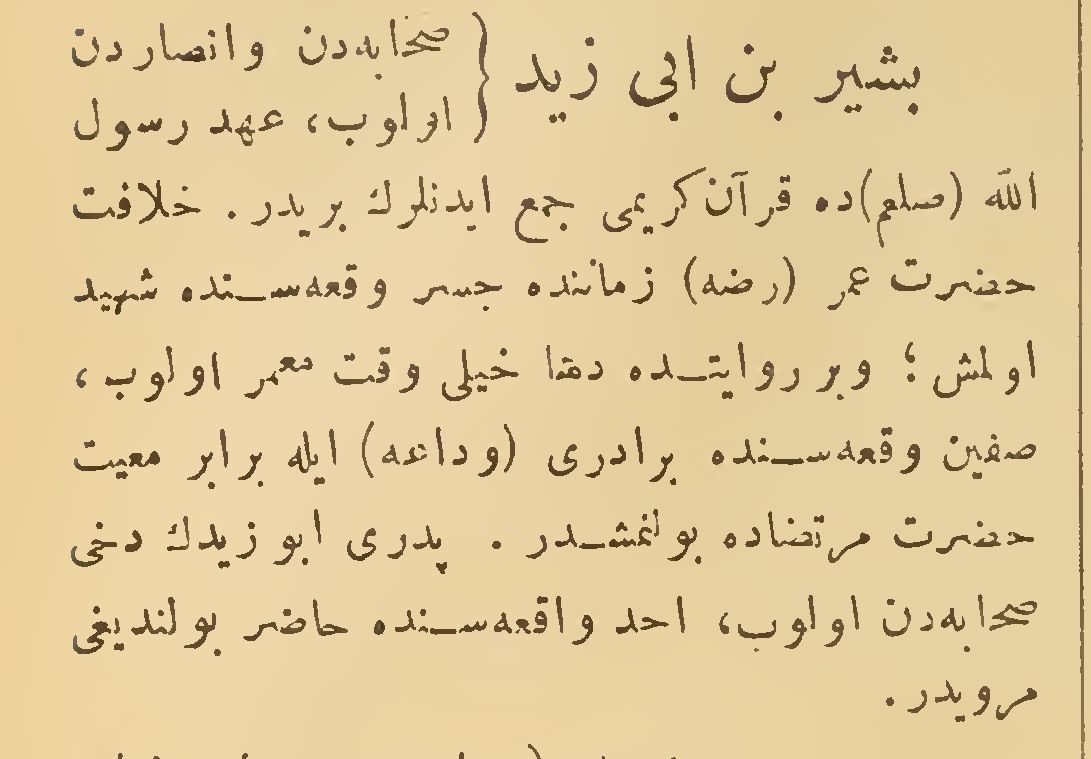 بشیر بن ابی زید } صحابه‌دن وانصاردن
اولوب، عهد رسول
الله (صلعم)ده قرآن کریمی جمع ایدنلرك بریدر. خلافت
حضرت عمر (رضه) زماننده جسر وقعه‌سنده شهید
اولمش؛ وبر روایتده دها خیلی وقت معمر اولوب،
صفین وقعه‌سنده برادری (وداعه) ایله برابر معیت
حضرت مرتضاده بولنمشدر. پدری ابو زیدك دخی
صحابه‌دن اولوب، احد واقعه‌سنده حاضر بولندیغی
مرویدر.